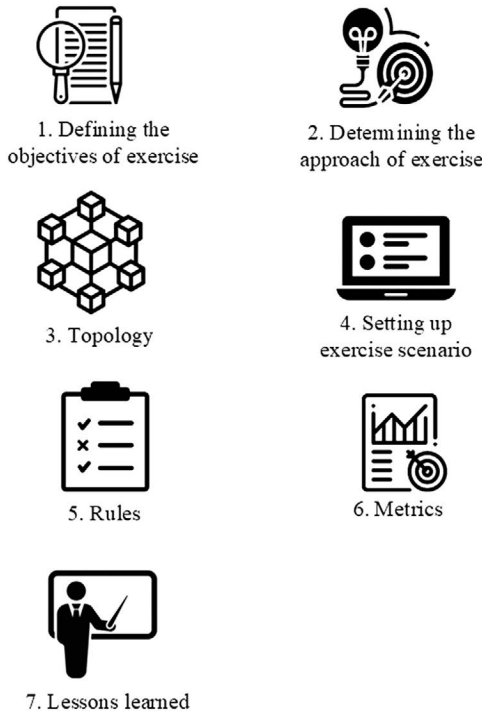 1. Defining the
objectives of exercise
2. Determining the
approach of exercise
3. Topology
4. Setting up
exercise scenario
5. Rules
6. Metrics
7. Lessons learned